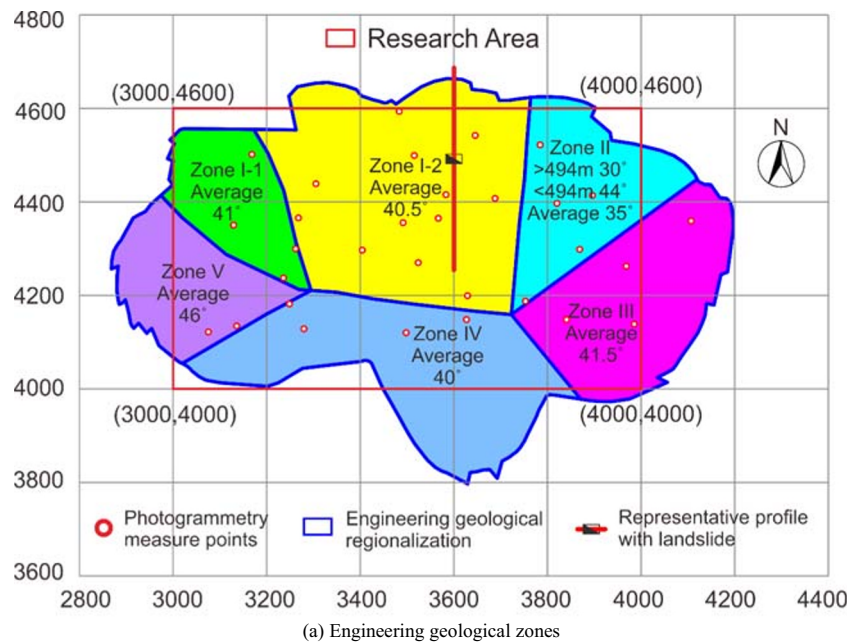 4800
Research Area
(3000,4600)
(4000,4600)
4600
N
Zone I-1
Average
41°
Zone I-2
Average
40.5°
Zone II
>494m 30°
<494m 44°
Average 35°
4400
Zone V
Average
46°
4200
Zone III
Average
41.5°
Zone IV
Average
40°
4000
(3000,4000)
(4000,4000)
3800
Photogrammetry
measure points
Engineering geological
regionalization
Representative profile
with landslide
3600
2800 3000 3200 3400 3600 3800 4000 4200 4400
(a) Engineering geological zones